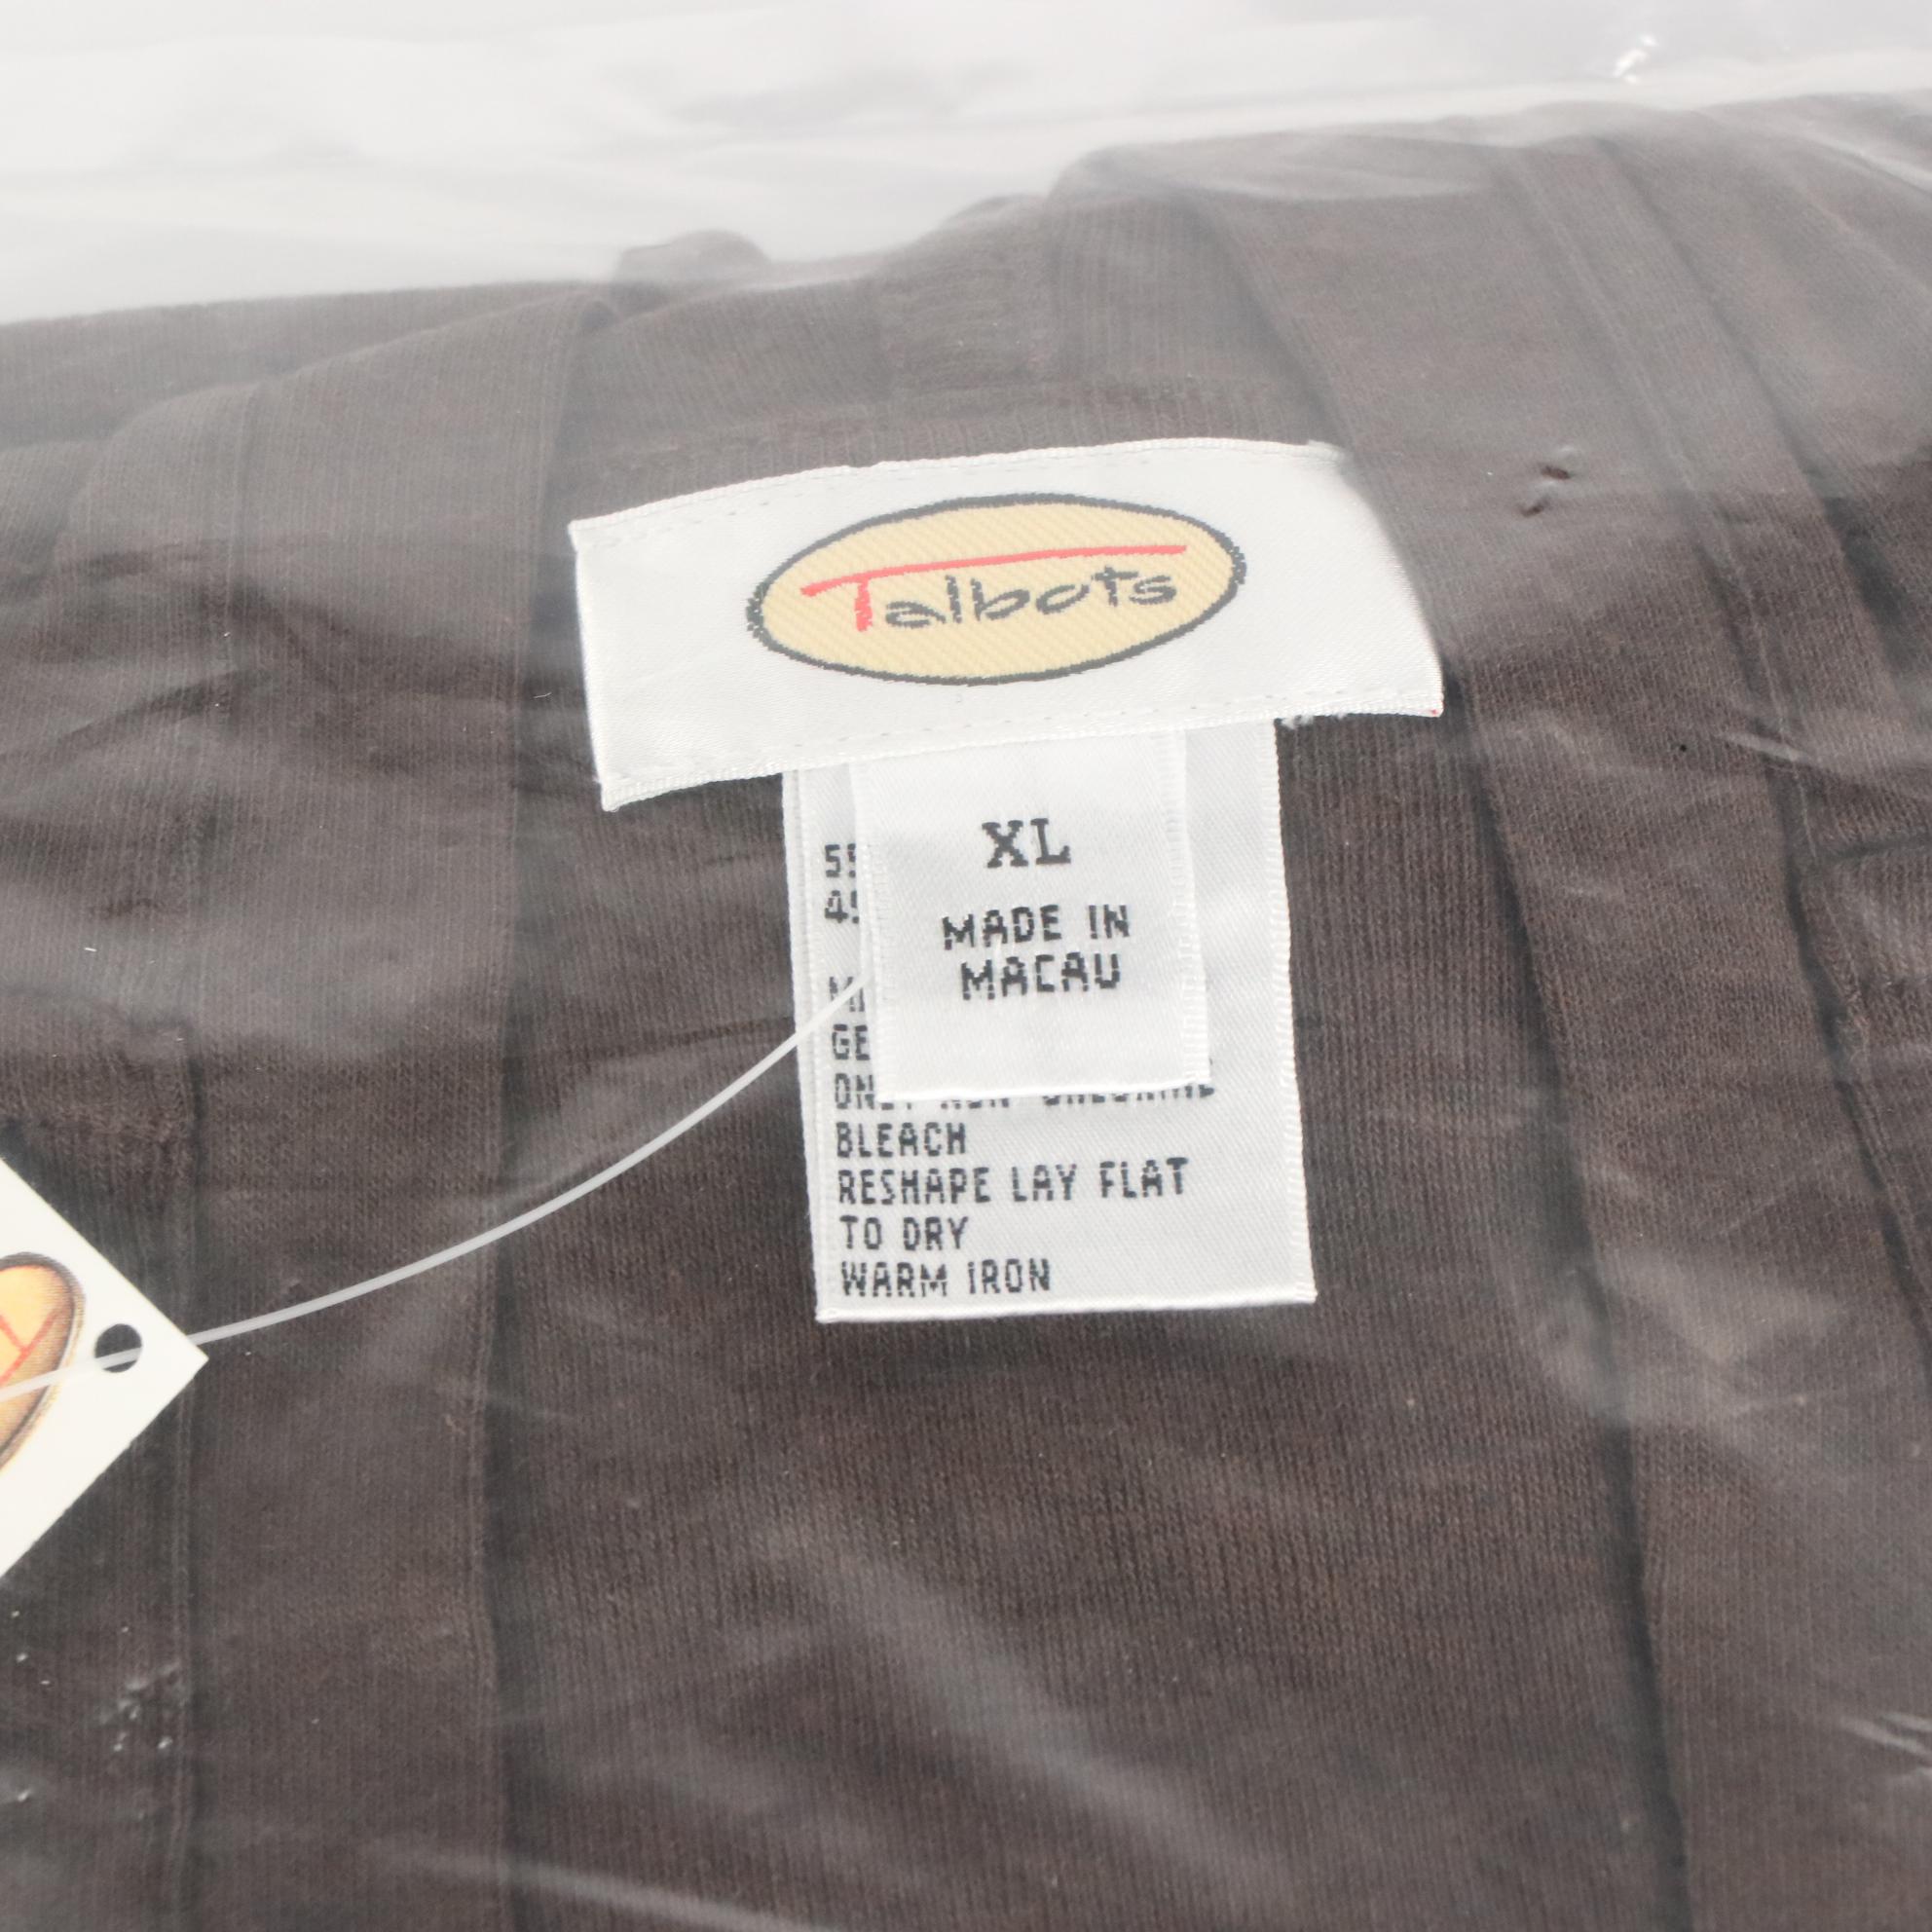 Talbots
XL
MADE IN
MACAU
BLEACH
RESHAPE LAY FLAT
TO DRY
WARM IRON